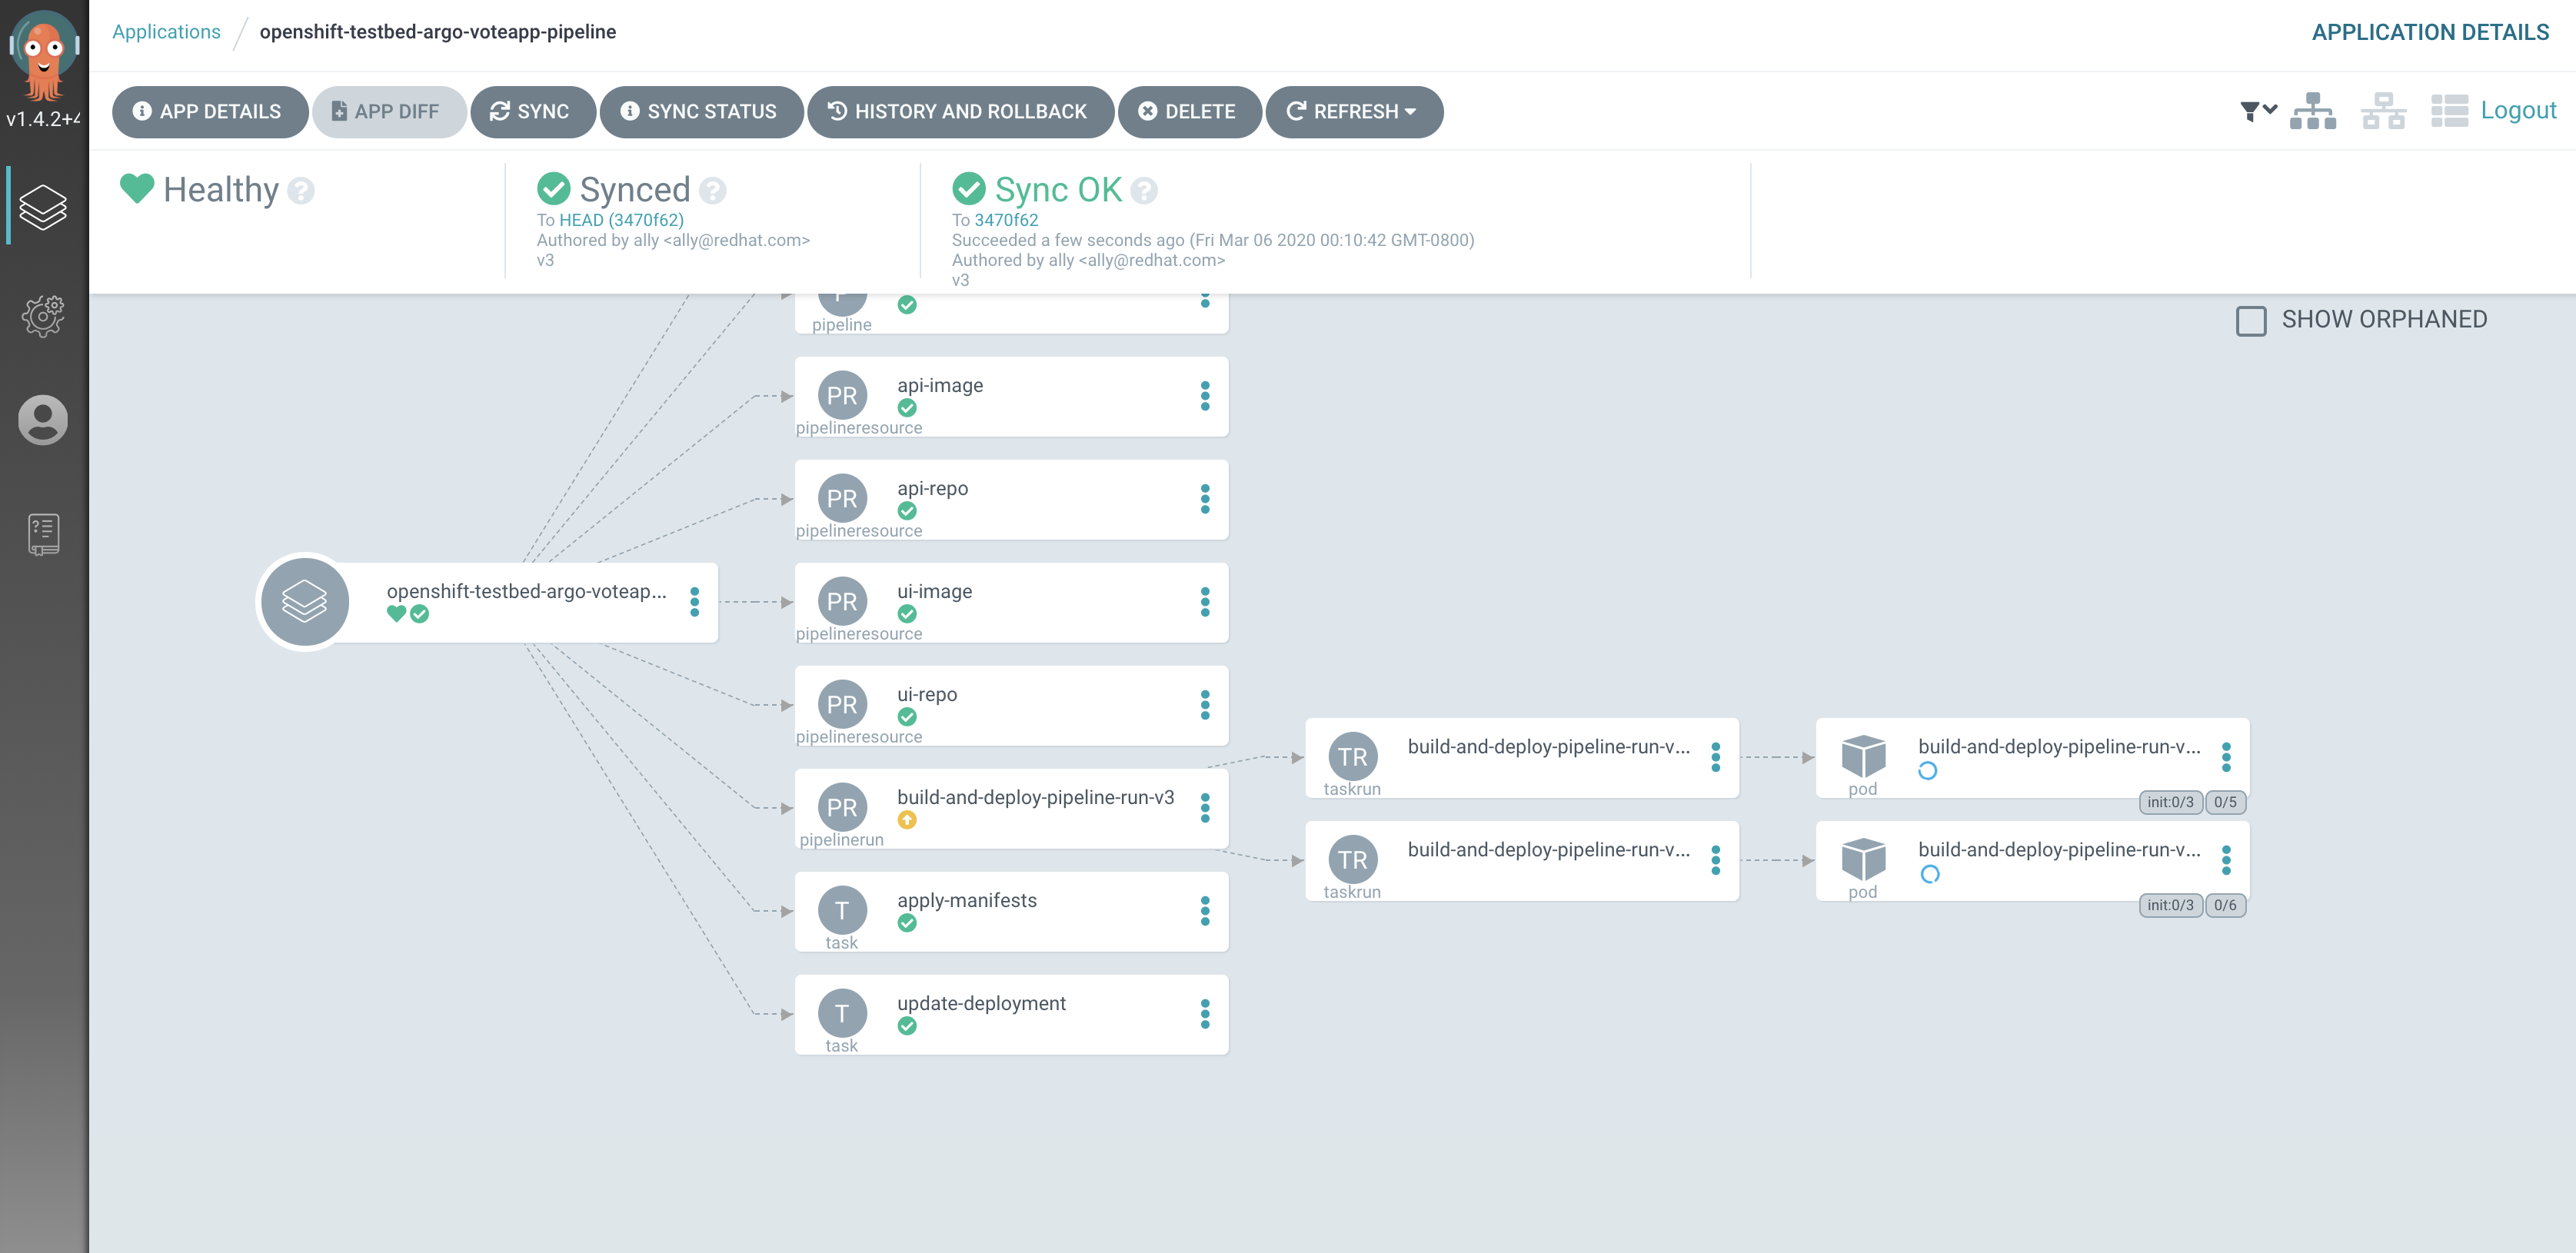 Applications / openshift-testbed-argo-voteapp-pipeline
APPLICATION DETAILS
v1.4.2+4
APP DETAILS
APP DIFF
SYNC
SYNC STATUS
HISTORY AND ROLLBACK
DELETE
REFRESH
Logout
Healthy
Synced
To HEAD (3470f62)
Authored by ally <ally@redhat.com>
v3
Sync OK
To 3470f62
Succeeded a few seconds ago (Fri Mar 06 2020 00:10:42 GMT-0800)
Authored by ally <ally@redhat.com>
v3
SHOW ORPHANED
pipeline
PR
api-image
pipelineresource
PR
api-repo
pipelineresource
openshift-testbed-argo-voteap...
PR
ui-image
pipelineresource
PR
ui-repo
pipelineresource
PR
build-and-deploy-pipeline-run-v3
pipelinerun
TR
build-and-deploy-pipeline-run-v...
taskrun
build-and-deploy-pipeline-run-v...
pod
init:0/3
0/5
TR
build-and-deploy-pipeline-run-v...
taskrun
build-and-deploy-pipeline-run-v...
pod
init:0/3
0/6
T
apply-manifests
task
T
update-deployment
task